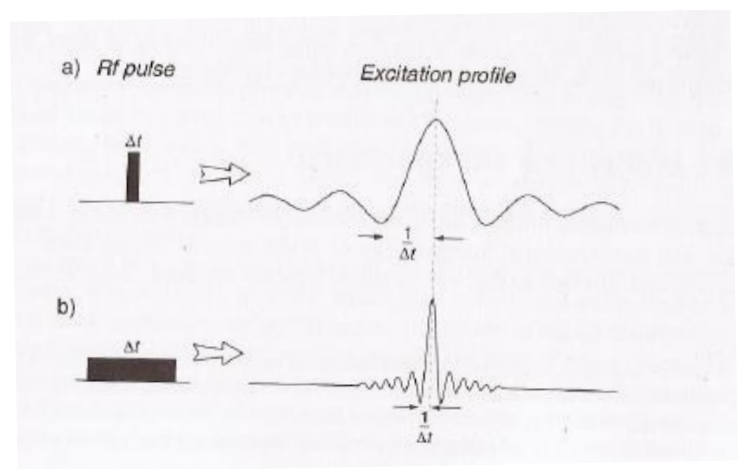 a) Rf pulse
Excitation profile
Δt
1
Δt
b)
Δt
1
Δt